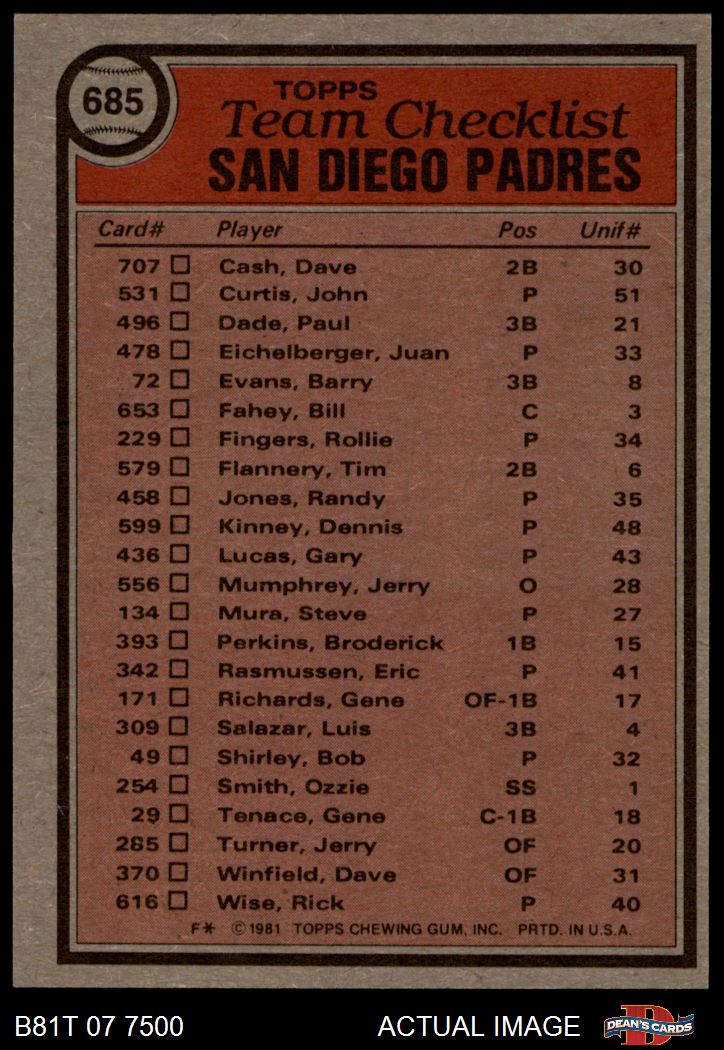 685
TOPPS
Team Checklist
SAN DIEGO PADRES
Card# Player Pos Unif#
707 Cash, Dave 2B 30
531 Curtis, John P 51
496 Dade, Paul 3B 21
478 Eichelberger, Juan P 33
72 Evans, Barry 3B 8
653 Fahey, Bill C 3
229 Fingers, Rollie P 34
579 Flannery, Tim 2B 6
458 Jones, Randy P 35
599 Kinney, Dennis P 48
436 Lucas, Gary P 43
556 Mumphrey, Jerry O 28
134 Mura, Steve P 27
393 Perkins, Broderick 1B 15
342 Rasmussen, Eric P 41
171 Richards, Gene OF-1B 17
309 Salazar, Luis 3B 4
49 Shirley, Bob P 32
254 Smith, Ozzie SS 1
29 Tenace, Gene C-1B 18
285 Turner, Jerry OF 20
370 Winfield, Dave OF 31
616 Wise, Rick P 40
F* ©1981 TOPPS CHEWING GUM, INC. PRTD. IN U.S.A.
B81T 07 7500 ACTUAL IMAGE D DEAN'S CARDS